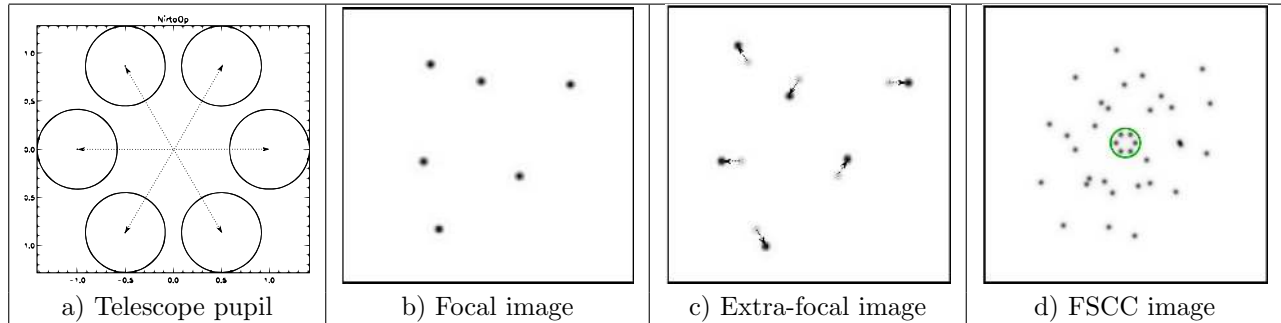 NirtoOp
1.0
0.5
0.0
0.5
1.0
-1.0 -0.5 0.0 0.5 1.0
a) Telescope pupil
b) Focal image
c) Extra-focal image
d) FSCC image